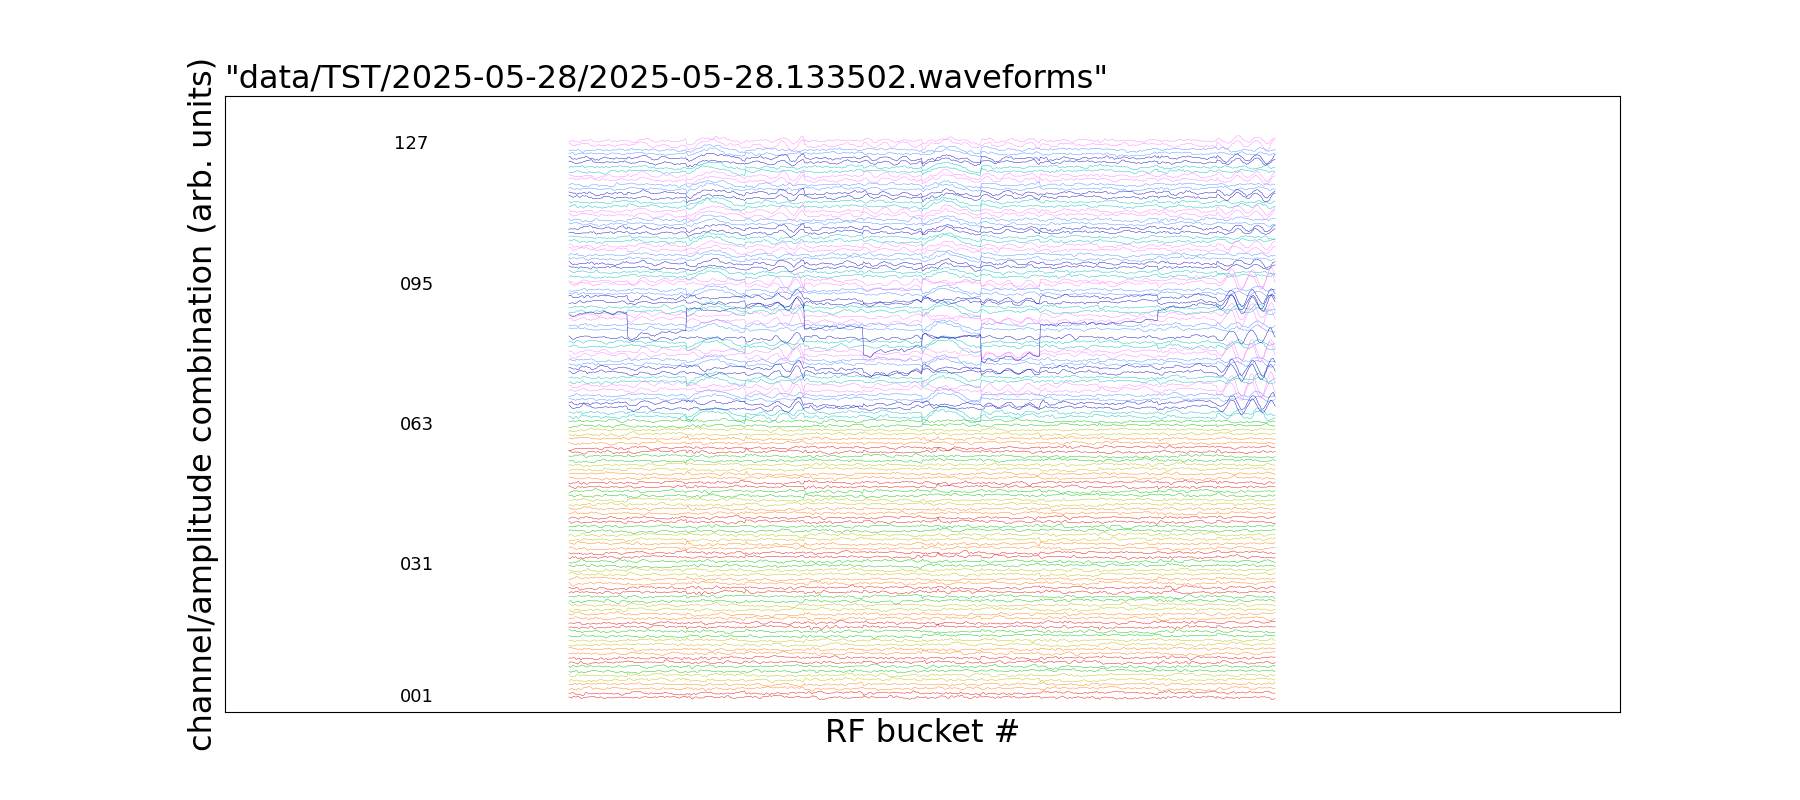 "data/TST/2025-05-28/2025-05-28.133502.waveforms"
channel/amplitude combination (arb. units)
127
095
063
031
001
RF bucket #